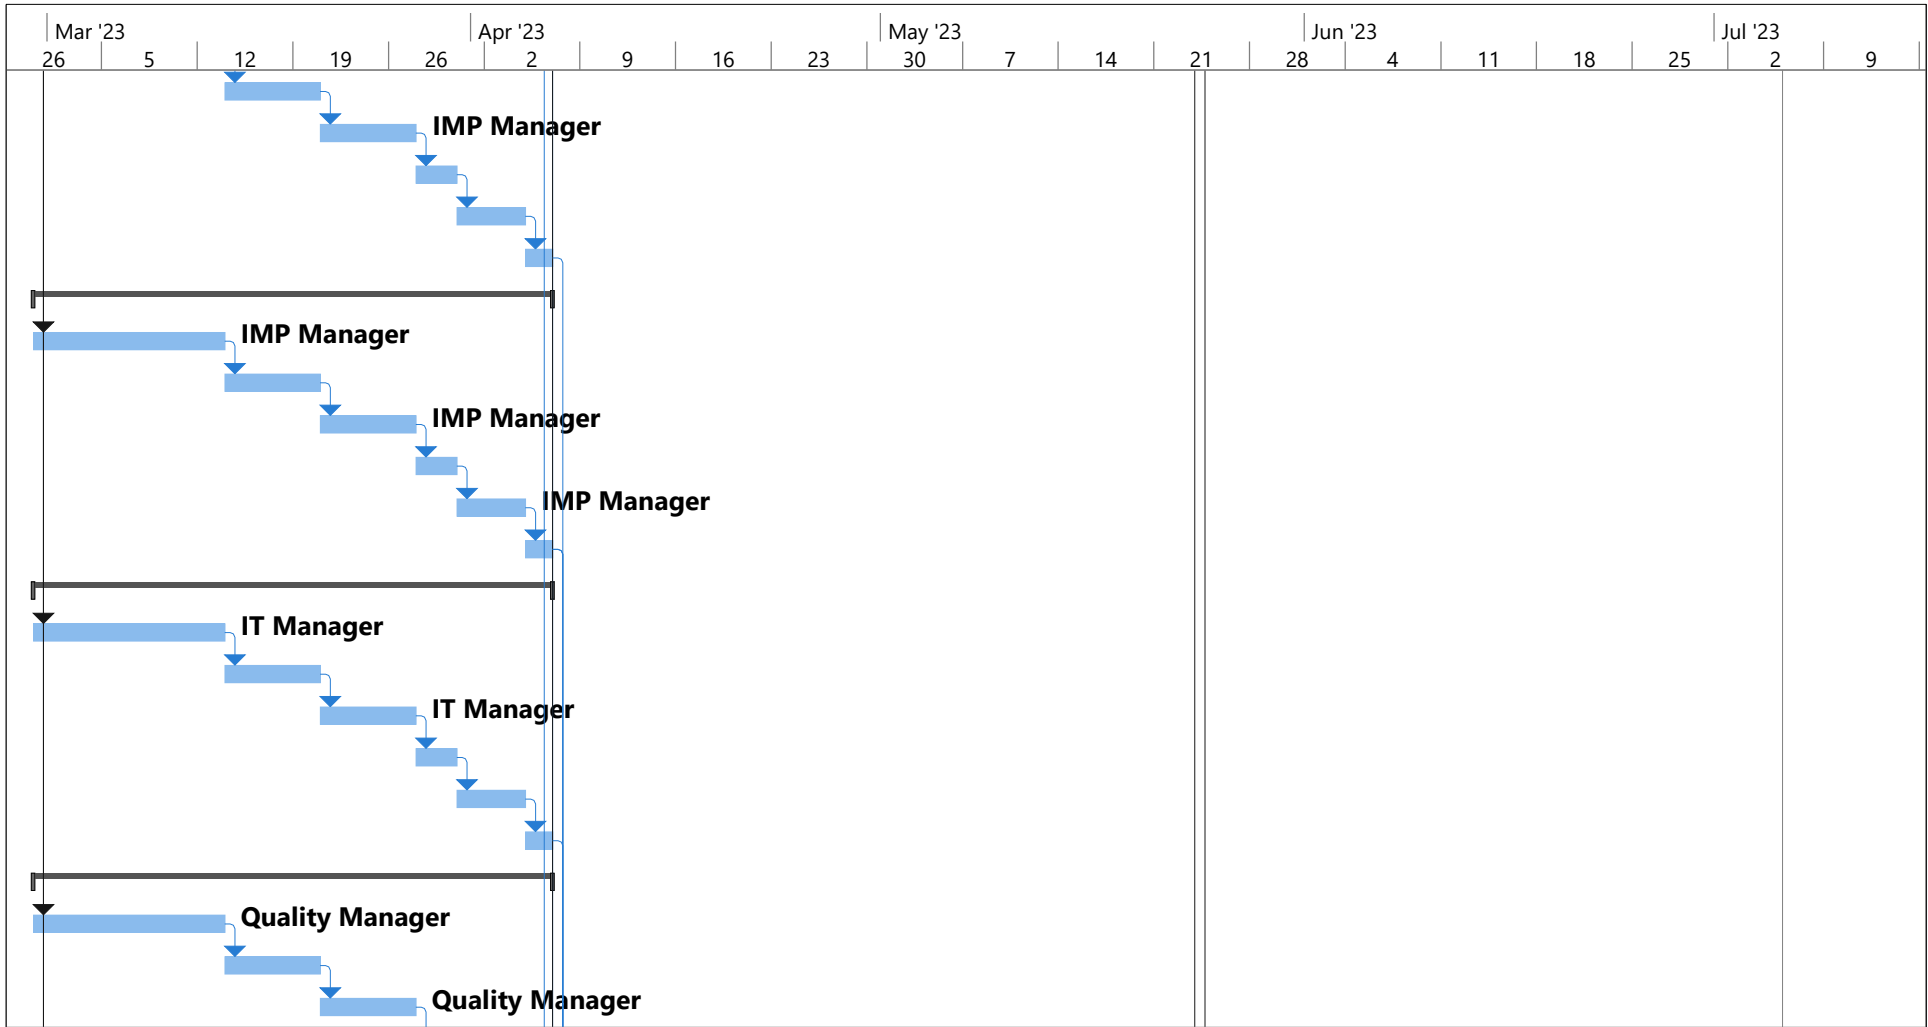 Mar '23 Apr '23 May '23 Jun '23 Jul '23
26 5 12 19 26 2 9 16 23 30 7 14 21 28 4 11 18 25 2 9
IMP Manager
IMP Manager
IMP Manager
IMP Manager
IT Manager
IT Manager
Quality Manager
Quality Manager